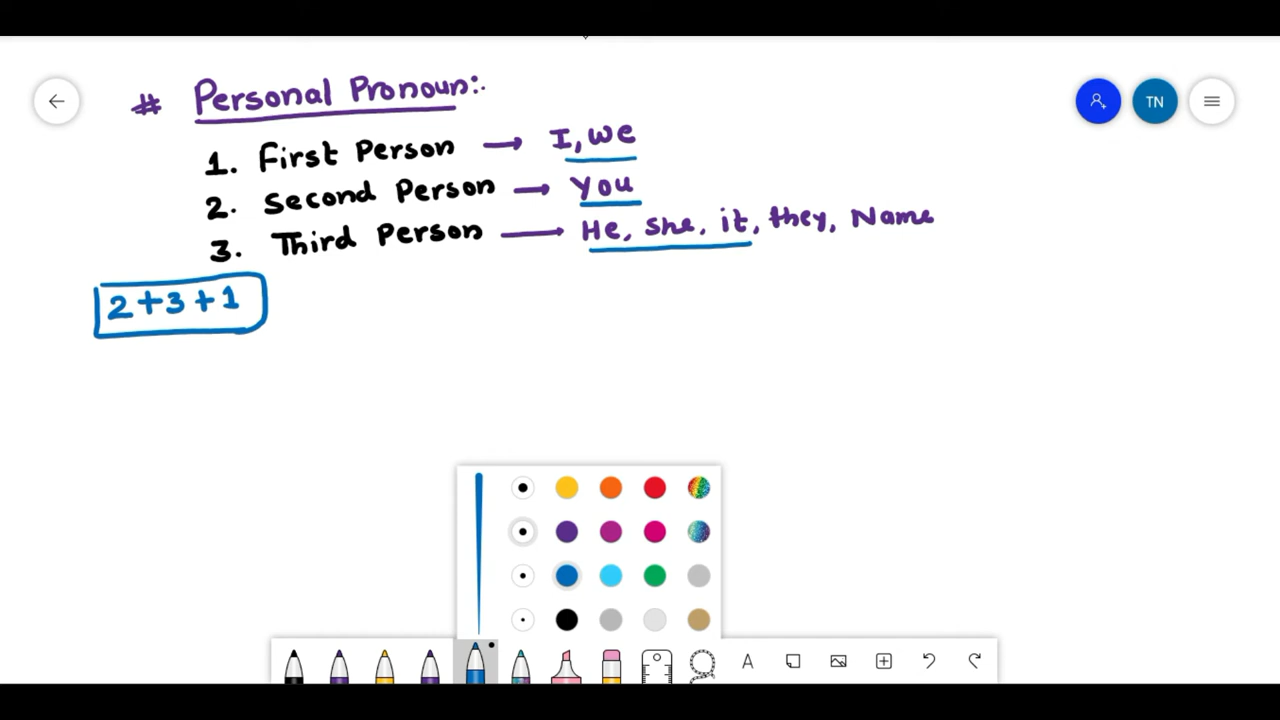 # Personal Pronoun:-
TN
1. First Person → I, we
2. Second Person → You
3. Third Person → He, she, it, they, Name
2+3+1
A